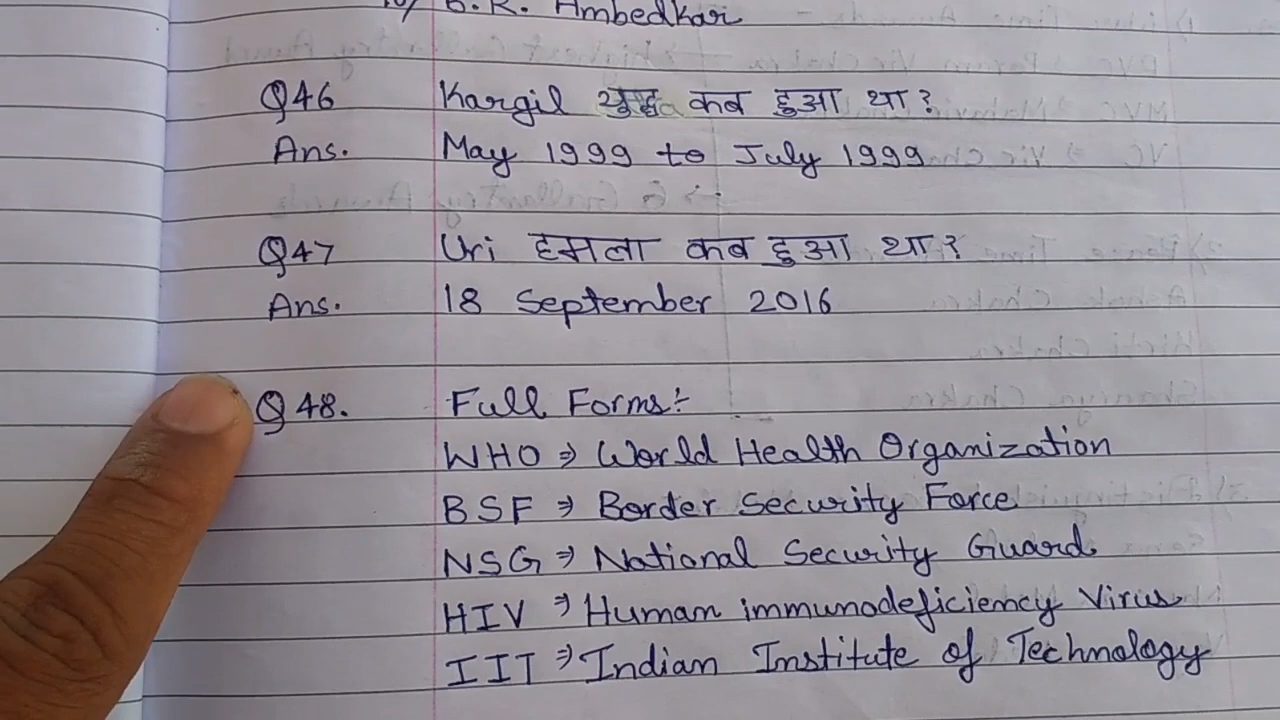 B.R. Ambedkar
Q46 Kargil युद्ध कब हुआ था?
Ans. May 1999 to July 1999
Q47 Uri हमला कब हुआ था?
Ans. 18 September 2016
Q48. Full Forms:-
WHO ⇒ World Health Organization
BSF ⇒ Border Security Force
NSG ⇒ National Security Guard
HIV ⇒ Human immunodeficiency Virus
IIT ⇒ Indian Institute of Technology